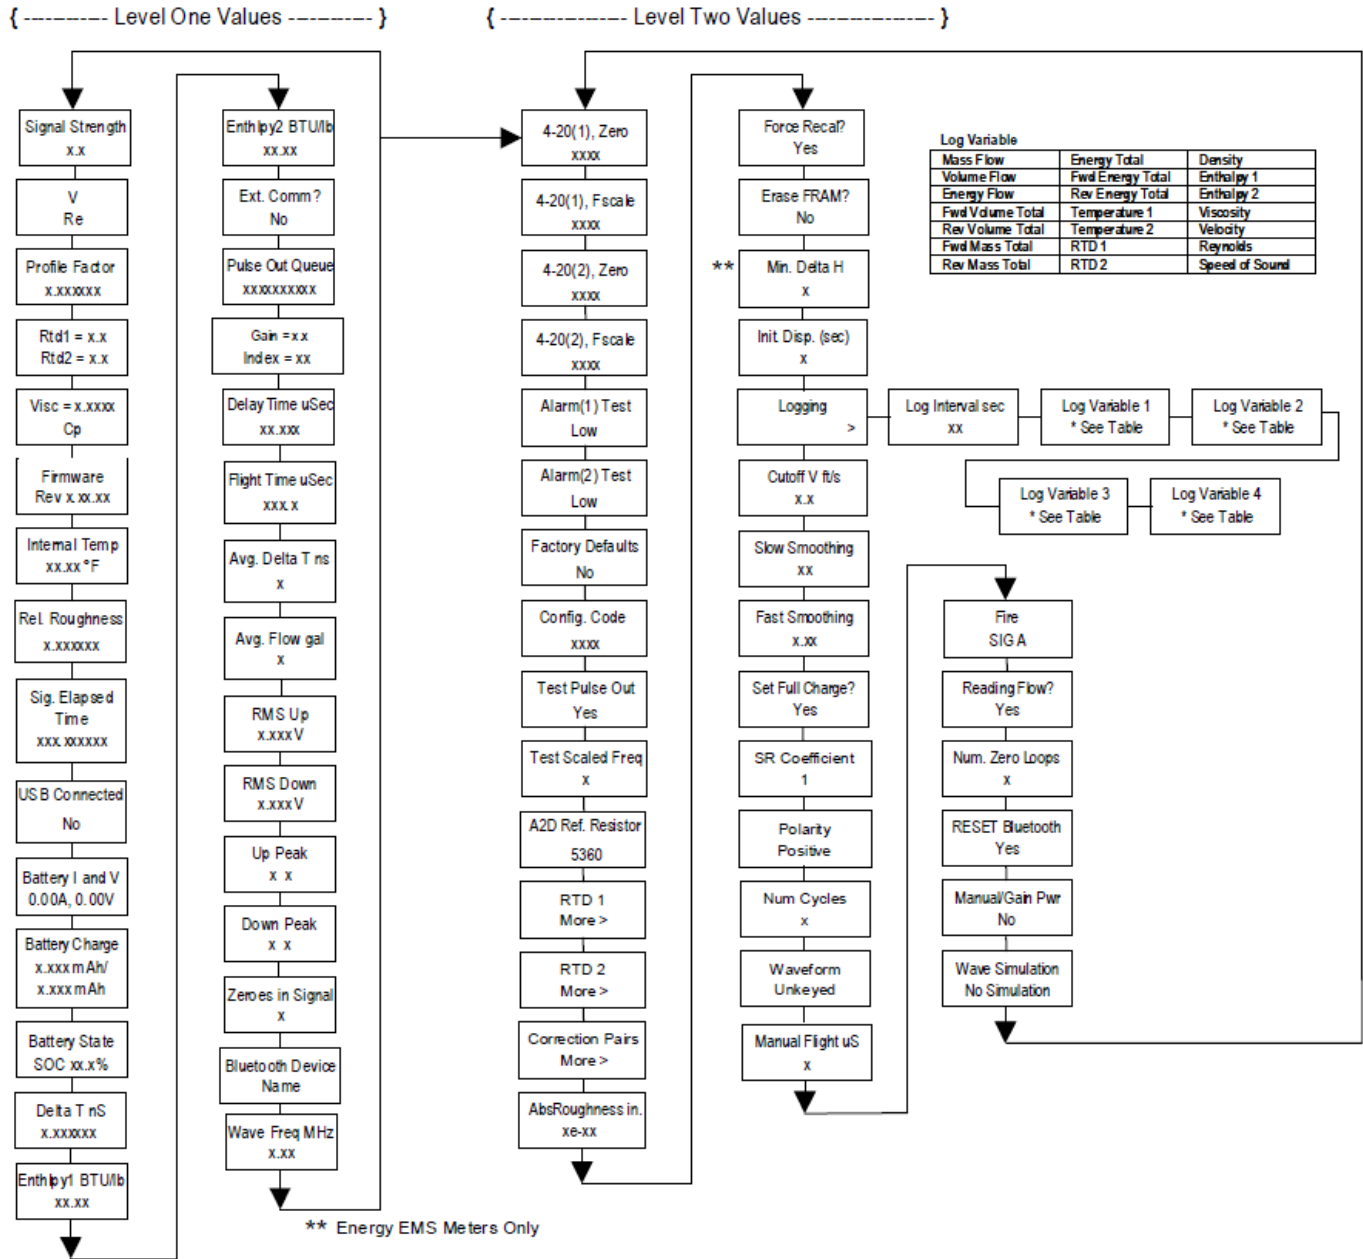 { ------------ Level One Values ------------ }
{ ------------------ Level Two Values ------------------ }
Signal Strength
x.x
V
Re
Profile Factor
x.xxxxxx
Rtd1 = x.x
Rtd2 = x.x
Visc = x.xxxx
Cp
Firmware
Rev x.xx.xx
Internal Temp
xx.xx °F
Rel. Roughness
x.xxxxxx
Sig. Elapsed
Time
xxx.xxxxxx
USB Connected
No
Battery I and V
0.00A, 0.00V
Battery Charge
x.xxx mAh/
x.xxx mAh
Battery State
SOC xx.x%
Delta T nS
x.xxxxxx
Enthlpy1 BTU/lb
xx.xx
Enthlpy2 BTU/lb
xx.xx
Ext. Comm?
No
Pulse Out Queue
xxxxxxxxxx
Gain = x.x
Index = xx
Delay Time uSec
xx.xxx
Flight Time uSec
xxx.x
Avg. Delta T ns
x
Avg. Flow gal
x
RMS Up
x.xxx V
RMS Down
x.xxx V
Up Peak
x x
Down Peak
x x
Zeroes in Signal
x
Bluetooth Device
Name
Wave Freq MHz
x.xx
4-20(1), Zero
xxxx
4-20(1), Fscale
xxxx
4-20(2), Zero
xxxx
4-20(2), Fscale
xxxx
Alarm(1) Test
Low
Alarm(2) Test
Low
Factory Defaults
No
Config. Code
xxxx
Test Pulse Out
Yes
Test Scaled Freq
x
A2D Ref. Resistor
5360
RTD 1
More >
RTD 2
More >
Correction Pairs
More >
AbsRoughness in.
xe-xx
Force Recal?
Yes
Erase FRAM?
No
** Min. Delta H
x
Init. Disp. (sec)
x
Logging
>
Log Interval sec
xx
Log Variable 1
* See Table
Log Variable 2
* See Table
Log Variable 3
* See Table
Log Variable 4
* See Table
Cutoff V ft/s
x.x
Slow Smoothing
xx
Fast Smoothing
x.xx
Set Full Charge?
Yes
SR Coefficient
1
Polarity
Positive
Num Cycles
x
Waveform
Unkeyed
Manual Flight uS
x
Fire
SIG A
Reading Flow?
Yes
Num. Zero Loops
x
RESET Bluetooth
Yes
Manual/Gain Pwr
No
Wave Simulation
No Simulation
Log Variable
Mass Flow Energy Total Density
Volume Flow Fwd Energy Total Enthalpy 1
Energy Flow Rev Energy Total Enthalpy 2
Fwd Volume Total Temperature 1 Viscosity
Rev Volume Total Temperature 2 Velocity
Fwd Mass Total RTD 1 Reynolds
Rev Mass Total RTD 2 Speed of Sound
** Energy EMS Meters Only